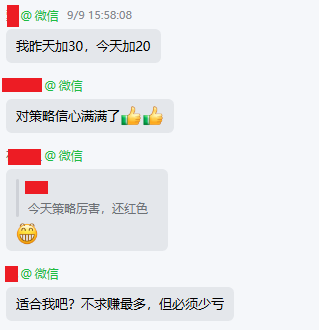 @微信 9/9 15:58:08
我昨天加30，今天加20
@微信
对策略信心满满了👍👍
@微信
今天策略厉害，还红色
😁
@微信
适合我吧？不求赚最多，但必须少亏